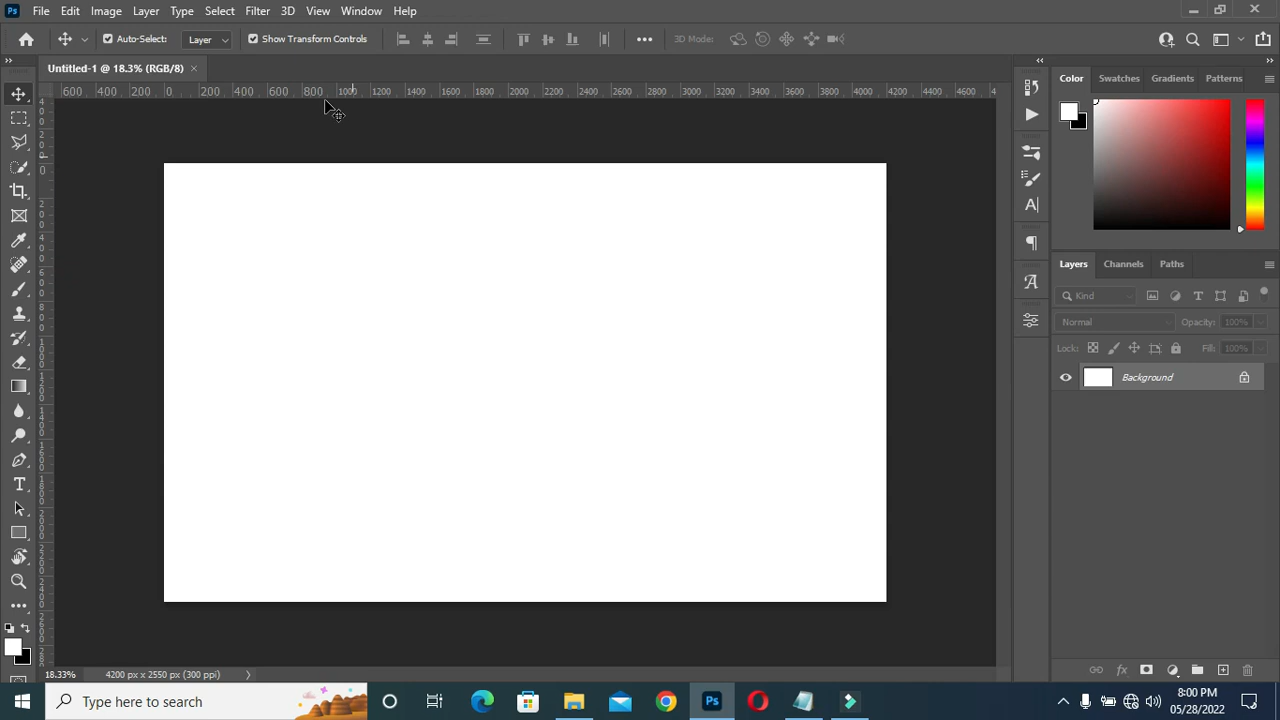 Ps File Edit Image Layer Type Select Filter 3D View Window Help
Auto-Select: Layer Show Transform Controls 3D Mode:
Untitled-1 @ 18.3% (RGB/8)
600 400 200 0 200 400 600 800 1000 1200 1400 1600 1800 2000 2200 2400 2600 2800 3000 3200 3400 3600 3800 4000 4200 4400 4600 4
Color Swatches Gradients Patterns
Layers Channels Paths
Kind
Normal Opacity: 100%
Lock: Fill: 100%
Background
18.33% 4200 px x 2550 px (300 ppi)
Type here to search
Ps
8:00 PM
05/28/2022